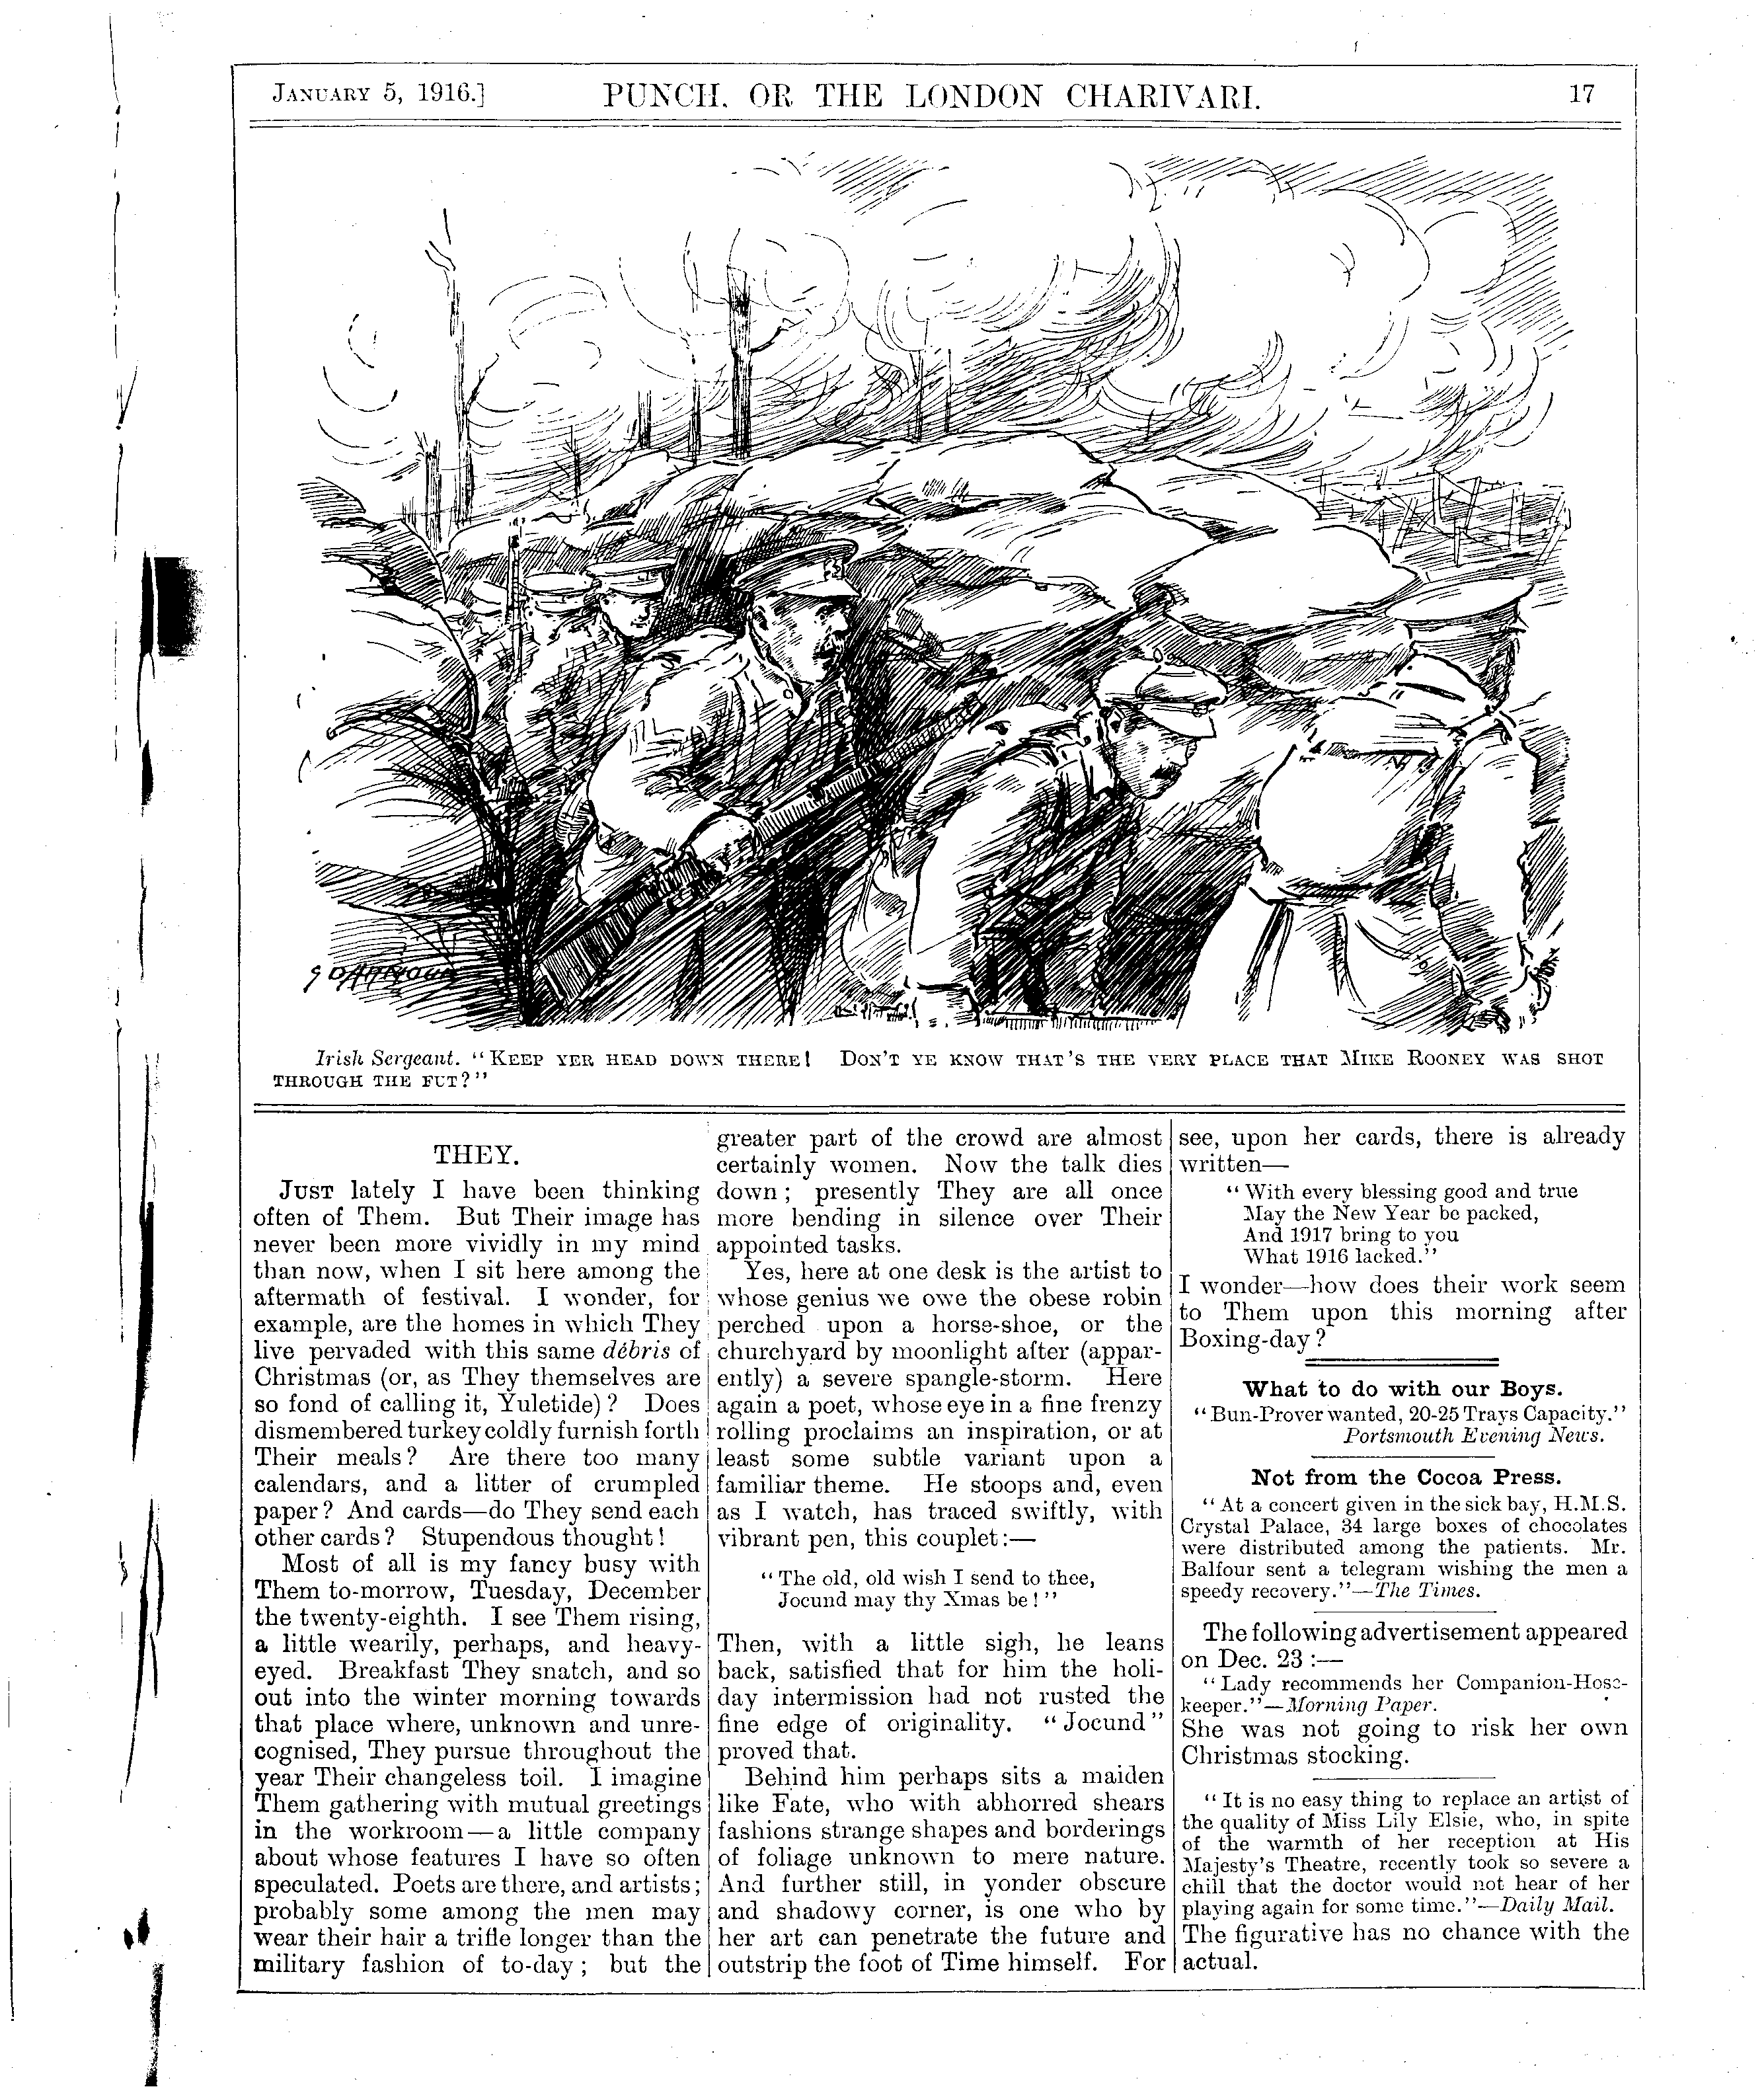 JANUARY 5, 1916.] PUNCH, OR THE LONDON CHARIVARI. 17
Irish Sergeant. "KEEP YER HEAD DOWN THERE! DON'T YE KNOW THAT'S THE VERY PLACE THAT MIKE ROONEY WAS SHOT
THROUGH THE FUT?"
THEY.
JUST lately I have been thinking
often of Them. But Their image has
never been more vividly in my mind
than now, when I sit here among the
aftermath of festival. I wonder, for
example, are the homes in which They
live pervaded with this same débris of
Christmas (or, as They themselves are
so fond of calling it, Yuletide)? Does
dismembered turkey coldly furnish forth
Their meals? Are there too many
calendars, and a litter of crumpled
paper? And cards—do They send each
other cards? Stupendous thought!
Most of all is my fancy busy with
Them to-morrow, Tuesday, December
the twenty-eighth. I see Them rising,
a little wearily, perhaps, and heavy-
eyed. Breakfast They snatch, and so
out into the winter morning towards
that place where, unknown and unre-
cognised, They pursue throughout the
year Their changeless toil. I imagine
Them gathering with mutual greetings
in the workroom—a little company
about whose features I have so often
speculated. Poets are there, and artists;
probably some among the men may
wear their hair a trifle longer than the
military fashion of to-day; but the
greater part of the crowd are almost
certainly women. Now the talk dies
down; presently They are all once
more bending in silence over Their
appointed tasks.
Yes, here at one desk is the artist to
whose genius we owe the obese robin
perched upon a horse-shoe, or the
churchyard by moonlight after (appar-
ently) a severe spangle-storm. Here
again a poet, whose eye in a fine frenzy
rolling proclaims an inspiration, or at
least some subtle variant upon a
familiar theme. He stoops and, even
as I watch, has traced swiftly, with
vibrant pen, this couplet:—
"The old, old wish I send to thee,
Jocund may thy Xmas be!"
Then, with a little sigh, he leans
back, satisfied that for him the holi-
day intermission had not rusted the
fine edge of originality. "Jocund"
proved that.
Behind him perhaps sits a maiden
like Fate, who with abhorred shears
fashions strange shapes and borderings
of foliage unknown to mere nature.
And further still, in yonder obscure
and shadowy corner, is one who by
her art can penetrate the future and
outstrip the foot of Time himself. For
see, upon her cards, there is already
written—
"With every blessing good and true
May the New Year be packed,
And 1917 bring to you
What 1916 lacked."
I wonder—how does their work seem
to Them upon this morning after
Boxing-day?
What to do with our Boys.
"Bun-Prover wanted, 20-25 Trays Capacity."
Portsmouth Evening News.
Not from the Cocoa Press.
"At a concert given in the sick bay, H.M.S.
Crystal Palace, 34 large boxes of chocolates
were distributed among the patients. Mr.
Balfour sent a telegram wishing the men a
speedy recovery."—The Times.
The following advertisement appeared
on Dec. 23:—
"Lady recommends her Companion-Hose-
keeper."—Morning Paper.
She was not going to risk her own
Christmas stocking.
"It is no easy thing to replace an artist of
the quality of Miss Lily Elsie, who, in spite
of the warmth of her reception at His
Majesty's Theatre, recently took so severe a
chill that the doctor would not hear of her
playing again for some time."—Daily Mail.
The figurative has no chance with the
actual.